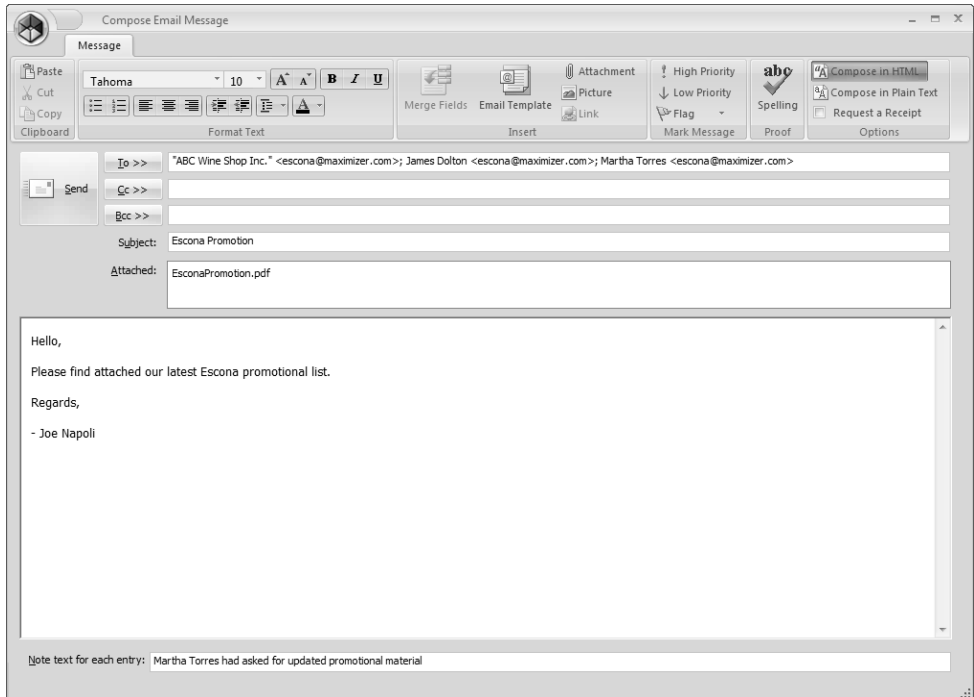 Compose Email Message
Message
Paste
Cut
Copy
Clipboard
Tahoma 10 A A B I U
A
Format Text
Merge Fields Email Template
Attachment
Picture
Link
Insert
! High Priority
Low Priority
Flag
Mark Message
abc
Spelling
Proof
Compose in HTML
Compose in Plain Text
Request a Receipt
Options
Send
To >> "ABC Wine Shop Inc." <escona@maximizer.com>; James Dolton <escona@maximizer.com>; Martha Torres <escona@maximizer.com>
Cc >>
Bcc >>
Subject: Escona Promotion
Attached: EsconaPromotion.pdf
Hello,
Please find attached our latest Escona promotional list.
Regards,
- Joe Napoli
Note text for each entry: Martha Torres had asked for updated promotional material